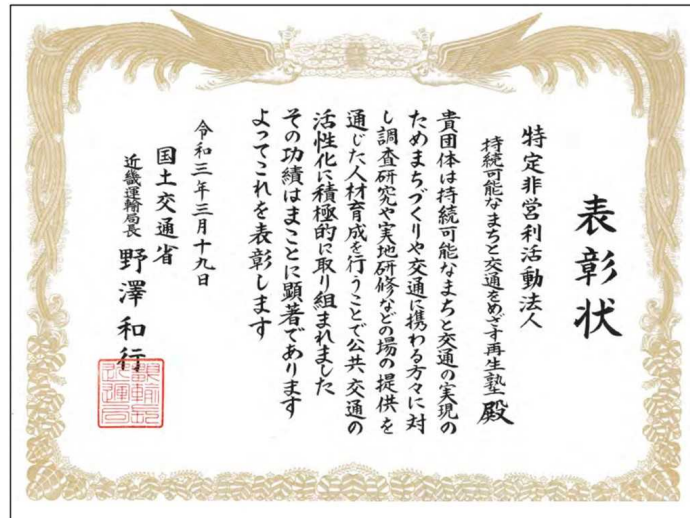 表彰状
特定非営利活動法人
持続可能なまちと交通をめざす再生塾 殿
貴団体は持続可能なまちと交通の実現の
ためまちづくりや交通に携わる方々に対
し調査研究や実地研修などの場の提供を
通じた人材育成を行うことで公共交通の
活性化に積極的に取り組まれました
その功績はまことに顕著であります
よってこれを表彰します
令和三年三月十九日
国土交通省
近畿運輸局長 野澤和行